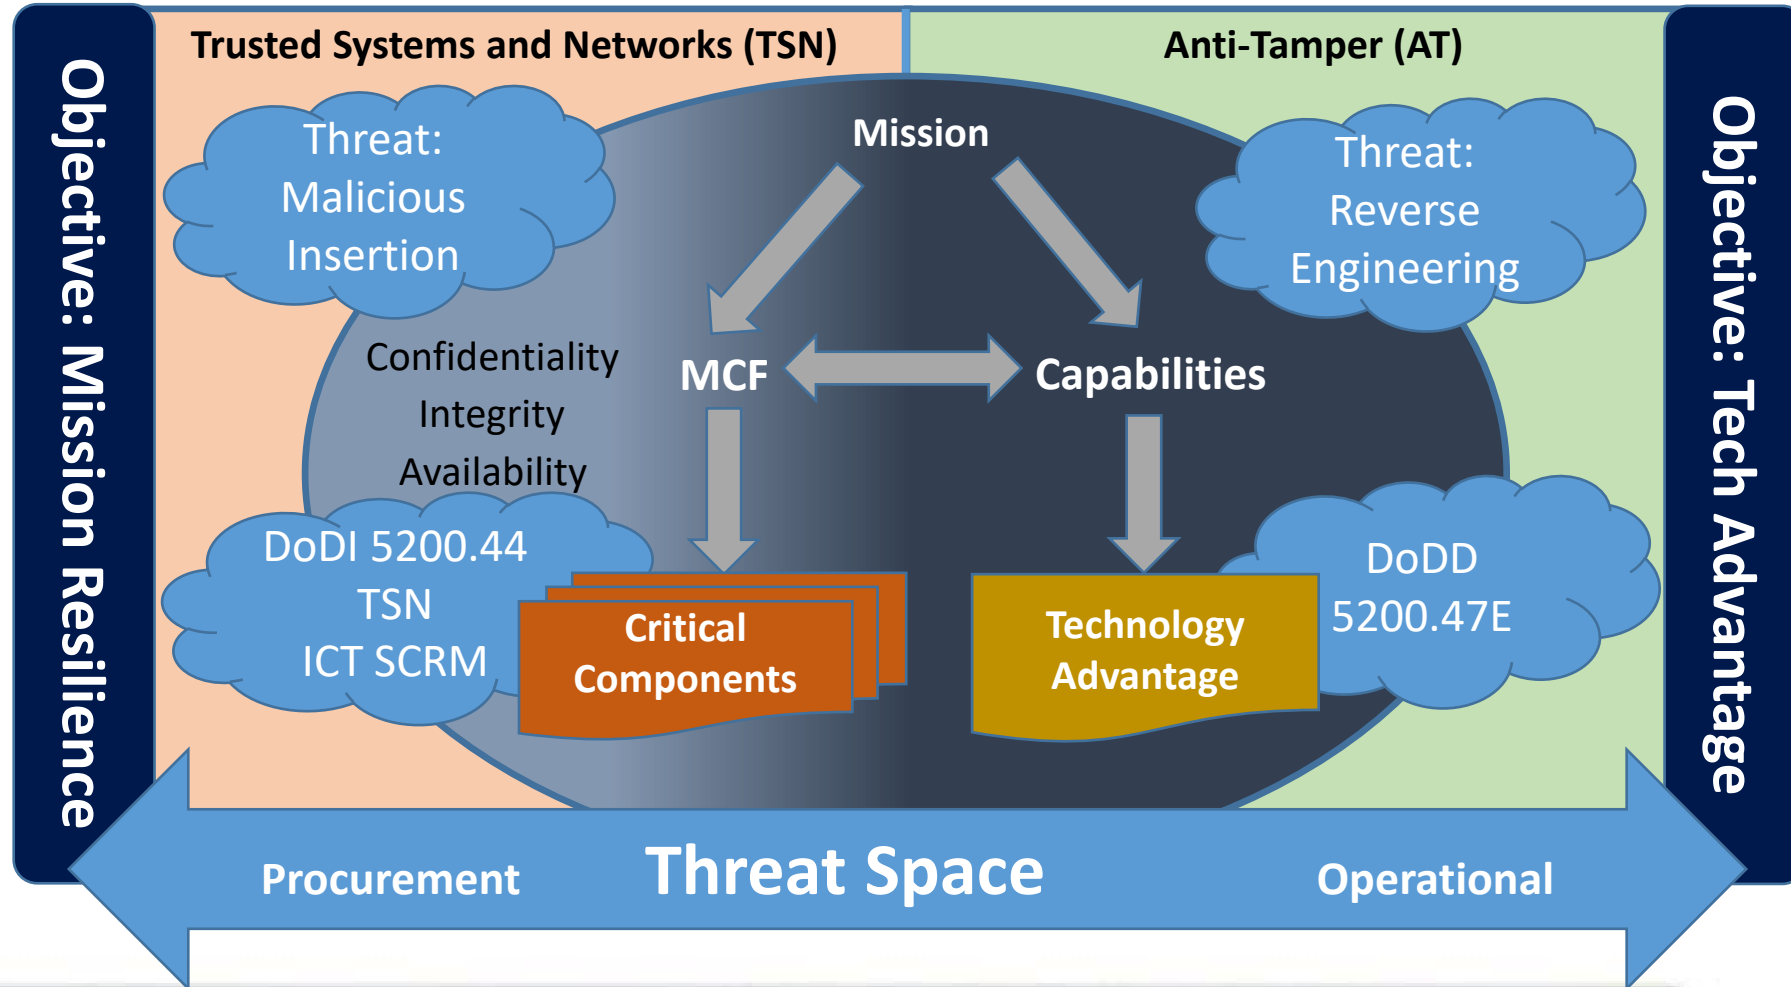 Objective: Mission Resilience
Trusted Systems and Networks (TSN)
Anti-Tamper (AT)
Objective: Tech Advantage
Threat:
Malicious
Insertion
Mission
Threat:
Reverse
Engineering
Confidentiality
Integrity
Availability
MCF
Capabilities
DoDI 5200.44
TSN
ICT SCRM
Critical
Components
Technology
Advantage
DoDD
5200.47E
Procurement
Threat Space
Operational